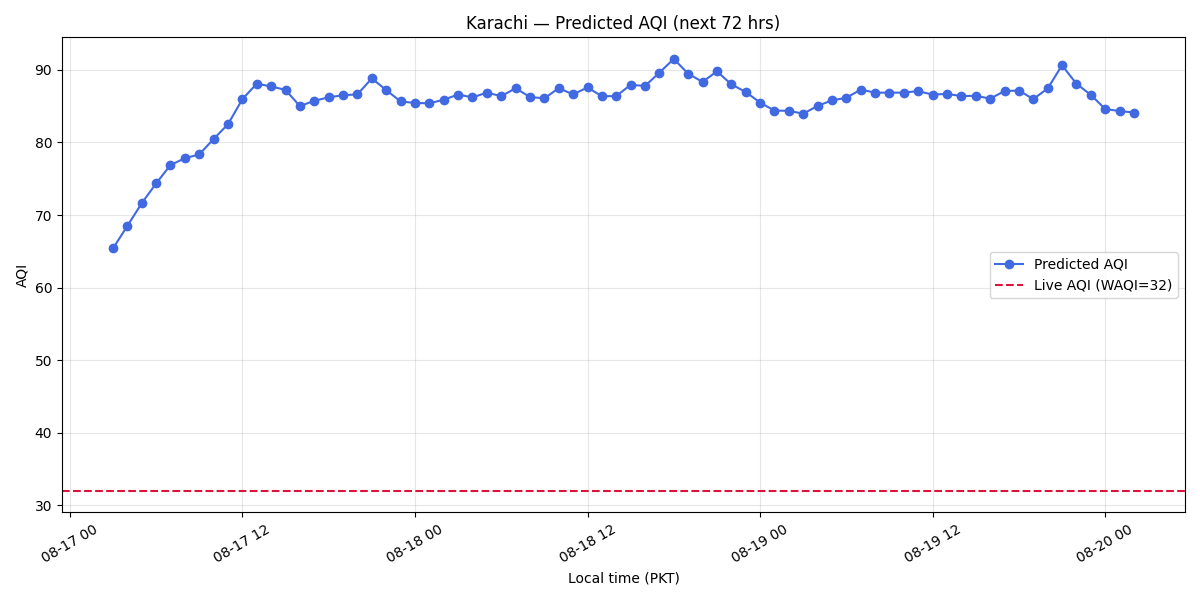 Karachi — Predicted AQI (next 72 hrs)
90
80
70
60
50
40
30
AQI
Predicted AQI
Live AQI (WAQI=32)
08-17 00
08-17 12
08-18 00
08-18 12
08-19 00
08-19 12
08-20 00
Local time (PKT)